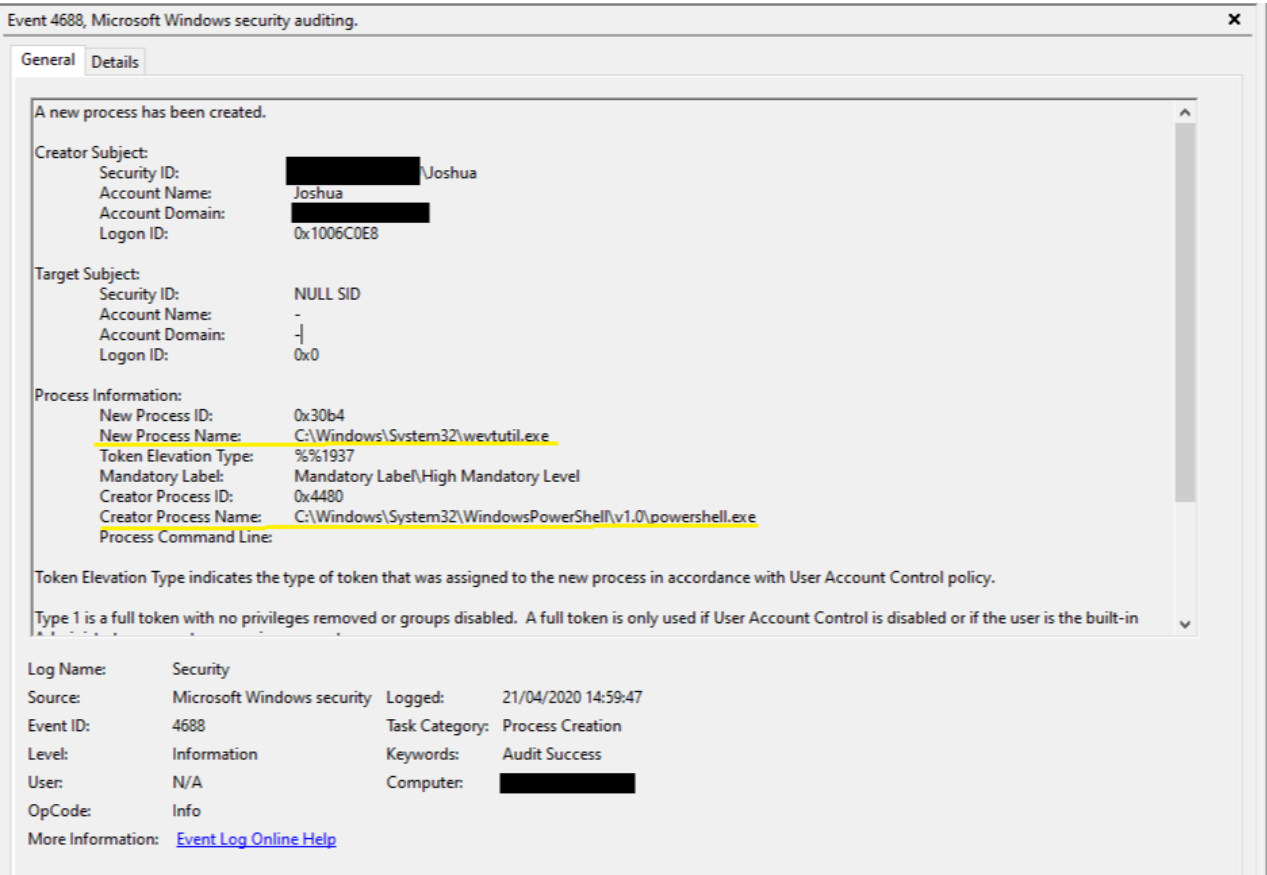 Event 4688, Microsoft Windows security auditing.
General Details
A new process has been created.
Creator Subject:
Security ID: \Joshua
Account Name: Joshua
Account Domain:
Logon ID: 0x1006C0E8
Target Subject:
Security ID: NULL SID
Account Name: -
Account Domain: -
Logon ID: 0x0
Process Information:
New Process ID: 0x30b4
New Process Name: C:\Windows\System32\wevtutil.exe
Token Elevation Type: %%1937
Mandatory Label: Mandatory Label\High Mandatory Level
Creator Process ID: 0x4480
Creator Process Name: C:\Windows\System32\WindowsPowerShell\v1.0\powershell.exe
Process Command Line:
Token Elevation Type indicates the type of token that was assigned to the new process in accordance with User Account Control policy.
Type 1 is a full token with no privileges removed or groups disabled. A full token is only used if User Account Control is disabled or if the user is the built-in
Log Name: Security
Source: Microsoft Windows security Logged: 21/04/2020 14:59:47
Event ID: 4688 Task Category: Process Creation
Level: Information Keywords: Audit Success
User: N/A Computer:
OpCode: Info
More Information: Event Log Online Help